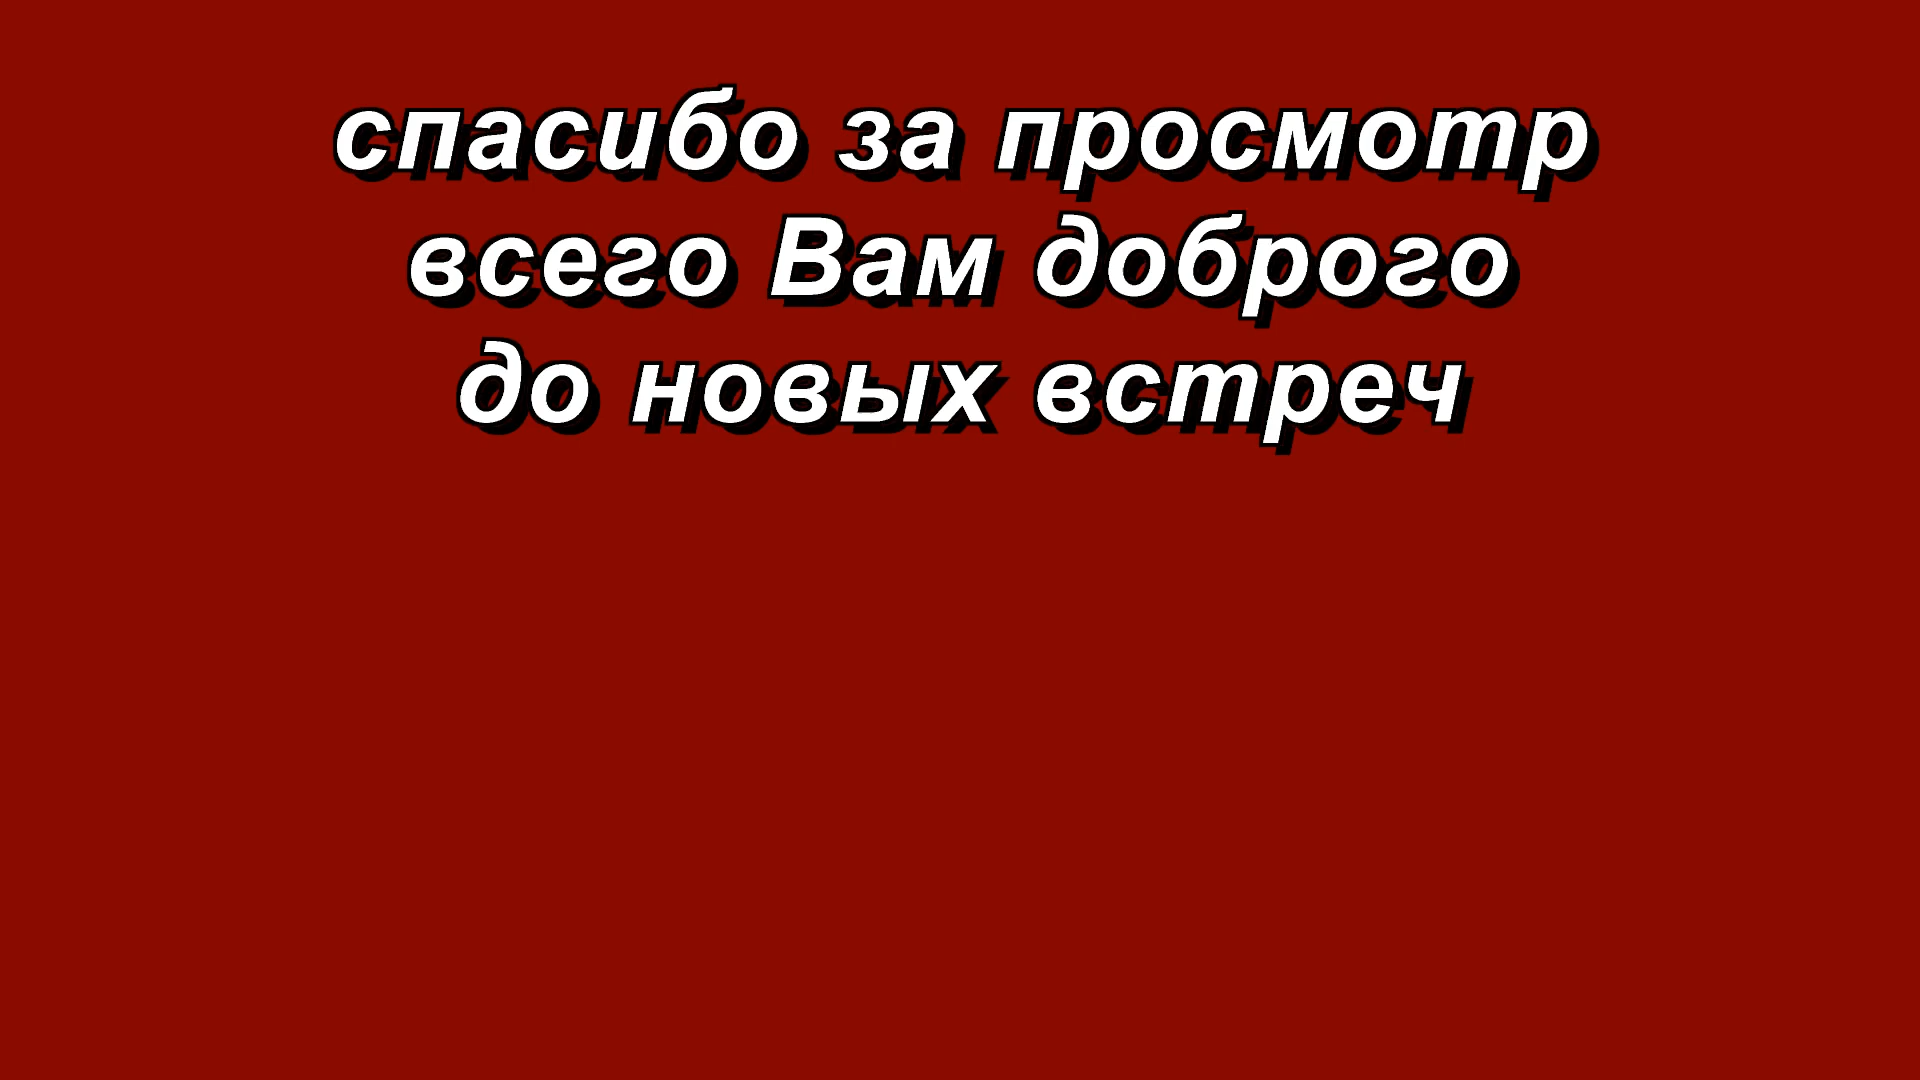 спасибо за просмотр
всего Вам доброго
до новых встреч